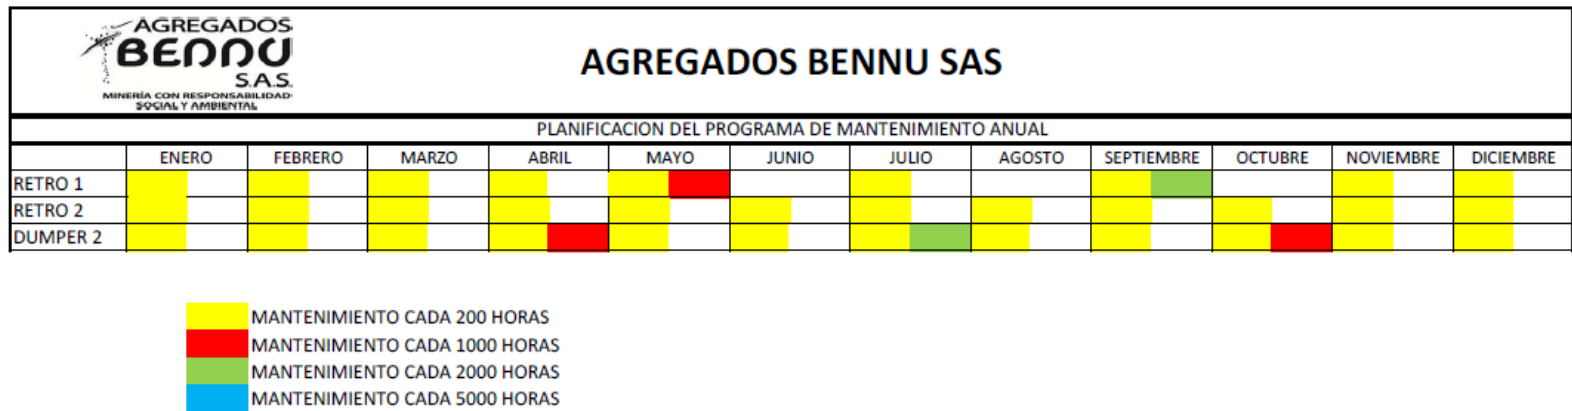 AGREGADOS
BENNU
S.A.S.
MINERÍA CON RESPONSABILIDAD
SOCIAL Y AMBIENTAL
AGREGADOS BENNU SAS
PLANIFICACION DEL PROGRAMA DE MANTENIMIENTO ANUAL
ENERO FEBRERO MARZO ABRIL MAYO JUNIO JULIO AGOSTO SEPTIEMBRE OCTUBRE NOVIEMBRE DICIEMBRE
RETRO 1
RETRO 2
DUMPER 2
MANTENIMIENTO CADA 200 HORAS
MANTENIMIENTO CADA 1000 HORAS
MANTENIMIENTO CADA 2000 HORAS
MANTENIMIENTO CADA 5000 HORAS